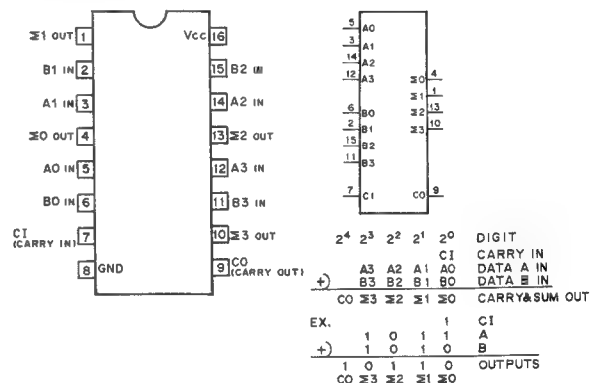 Σ1 OUT 1
Vcc 16
B1 IN 2
15 B2 IN
A1 IN 3
14 A2 IN
Σ0 OUT 4
13 Σ2 OUT
A0 IN 5
12 A3 IN
B0 IN 6
11 B3 IN
CI
(CARRY IN) 7
10 Σ3 OUT
8 GND
9 CO
(CARRY OUT)
5 A0
3 A1
14 A2
12 A3
Σ0 4
Σ1 1
6 B0
Σ2 13
2 B1
Σ3 10
15 B2
11 B3
7 CI
CO 9
2⁴ 2³ 2² 2¹ 2⁰ DIGIT
CI CARRY IN
A3 A2 A1 A0 DATA A IN
+) B3 B2 B1 B0 DATA B IN
CO Σ3 Σ2 Σ1 Σ0 CARRY&SUM OUT
EX. 1 CI
1 0 1 1 A
+) 1 0 1 0 B
1 0 1 1 0 OUTPUTS
CO Σ3 Σ2 Σ1 Σ0